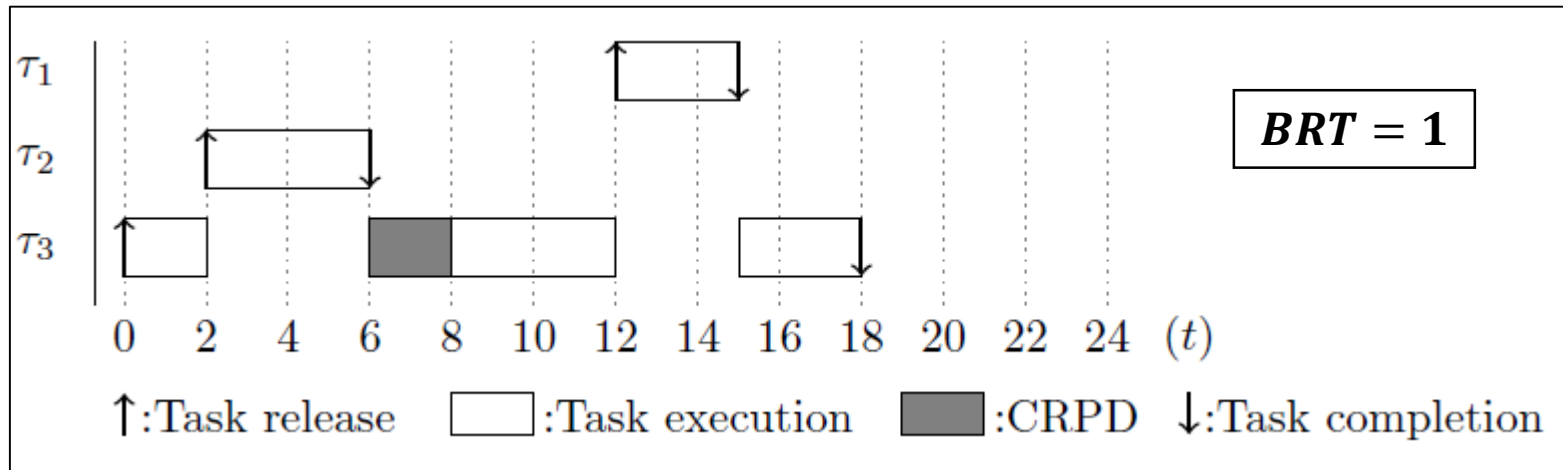 τ1
BRT = 1
τ2
τ3
0 2 4 6 8 10 12 14 16 18 20 22 24 (t)
↑:Task release :Task execution :CRPD ↓:Task completion